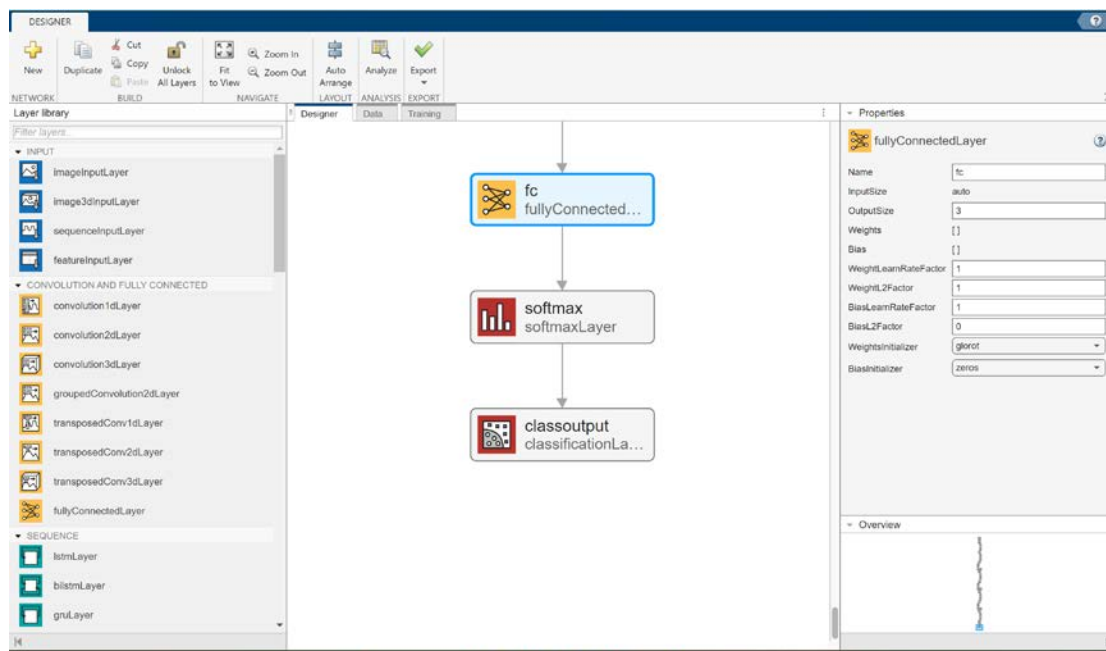 DESIGNER
New
Duplicate
Cut
Copy
Paste
Unlock
All Layers
Fit
to View
Zoom In
Zoom Out
Auto
Arrange
Analyze
Export
NETWORK
BUILD
NAVIGATE
LAYOUT
ANALYSIS
EXPORT
Layer library
Filter layers...
INPUT
imageInputLayer
image3dInputLayer
sequenceInputLayer
featureInputLayer
CONVOLUTION AND FULLY CONNECTED
convolution1dLayer
convolution2dLayer
convolution3dLayer
groupedConvolution2dLayer
transposedConv1dLayer
transposedConv2dLayer
transposedConv3dLayer
fullyConnectedLayer
SEQUENCE
lstmLayer
bilstmLayer
gruLayer
Designer
Data
Training
fc
fullyConnected...
softmax
softmaxLayer
classoutput
classificationLa...
Properties
fullyConnectedLayer
?
Name fc
InputSize auto
OutputSize 3
Weights []
Bias []
WeightLearnRateFactor 1
WeightL2Factor 1
BiasLearnRateFactor 1
BiasL2Factor 0
WeightsInitializer glorot
BiasInitializer zeros
Overview